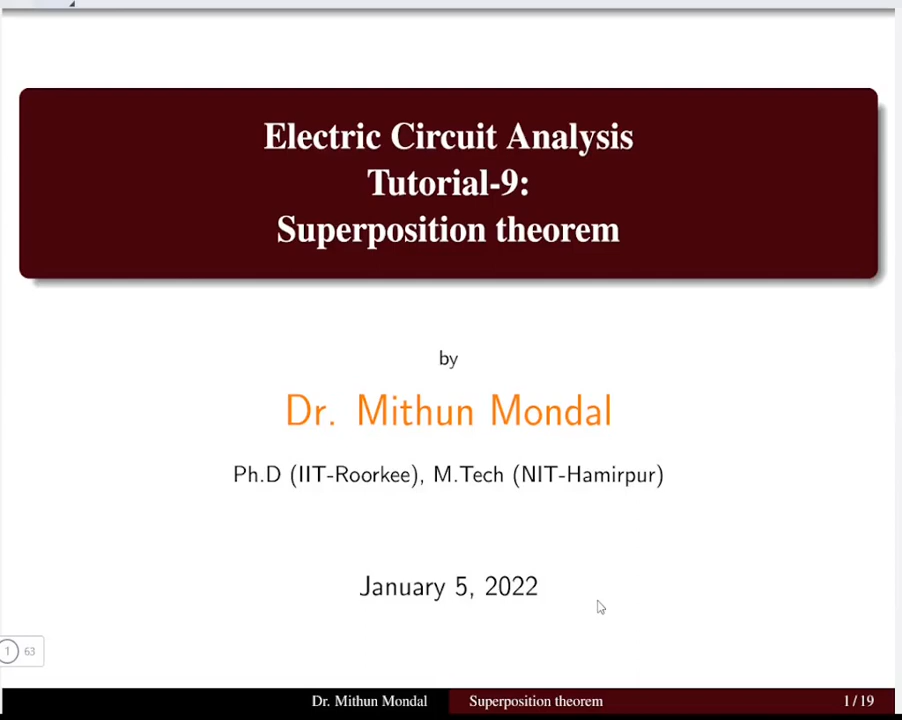 Electric Circuit Analysis
Tutorial-9:
Superposition theorem
by
Dr. Mithun Mondal
Ph.D (IIT-Roorkee), M.Tech (NIT-Hamirpur)
January 5, 2022
1 63
Dr. Mithun Mondal Superposition theorem 1 / 19